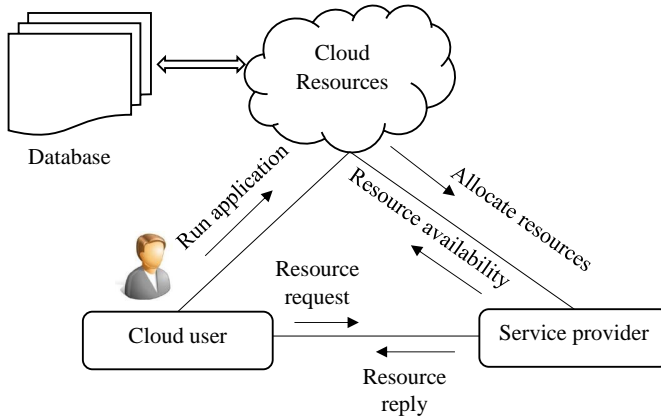 Cloud
Resources
Database
Run application
Resource availability
Allocate resources
Resource
request
Cloud user
Service provider
Resource
reply